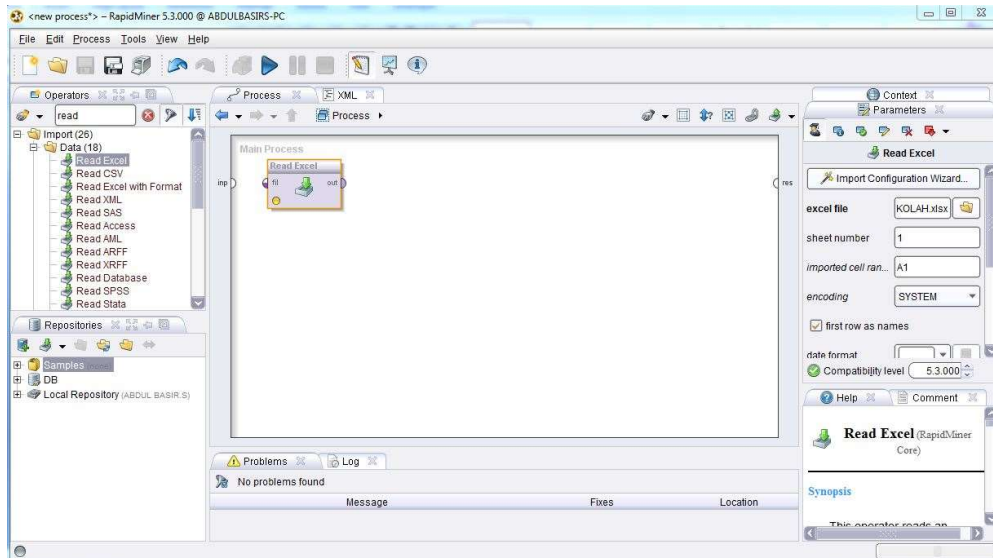 <new process*> – RapidMiner 5.3.000 @ ABDULBASIRS-PC
File Edit Process Tools View Help
Operators
read
Import (26)
Data (18)
Read Excel
Read CSV
Read Excel with Format
Read XML
Read SAS
Read Access
Read AML
Read ARFF
Read XRFF
Read Database
Read SPSS
Read Stata
Repositories
Samples (none)
DB
Local Repository (ABDUL BASIR S)
Process
XML
Process
Main Process
Read Excel
inp
fil
out
res
Problems
Log
No problems found
Message Fixes Location
Context
Parameters
Read Excel
Import Configuration Wizard...
excel file KOLAH.xlsx
sheet number 1
imported cell ran... A1
encoding SYSTEM
first row as names
date format
Compatibility level 5.3.000
Help Comment
Read Excel (RapidMiner
Core)
Synopsis
This operator reads an